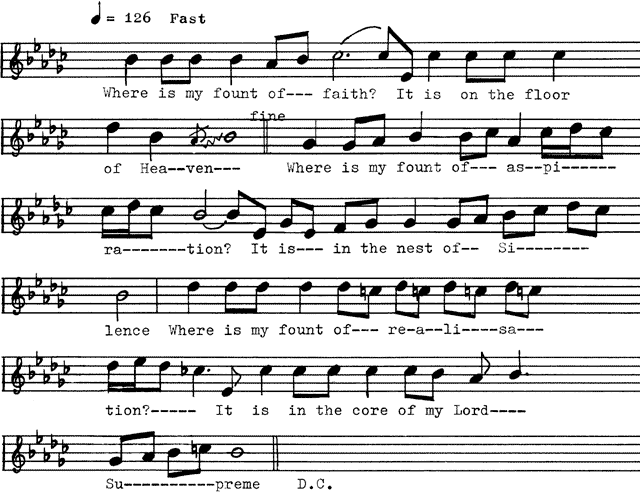 ♩ = 126 Fast
Where is my fount of--- faith? It is on the floor
fine
of Hea--ven--- Where is my fount of--- as--pi------
ra-------tion? It is--- in the nest of-- Si--------
lence Where is my fount of--- re-a--li----sa---
tion?----- It is in the core of my Lord----
Su----------preme D.C.